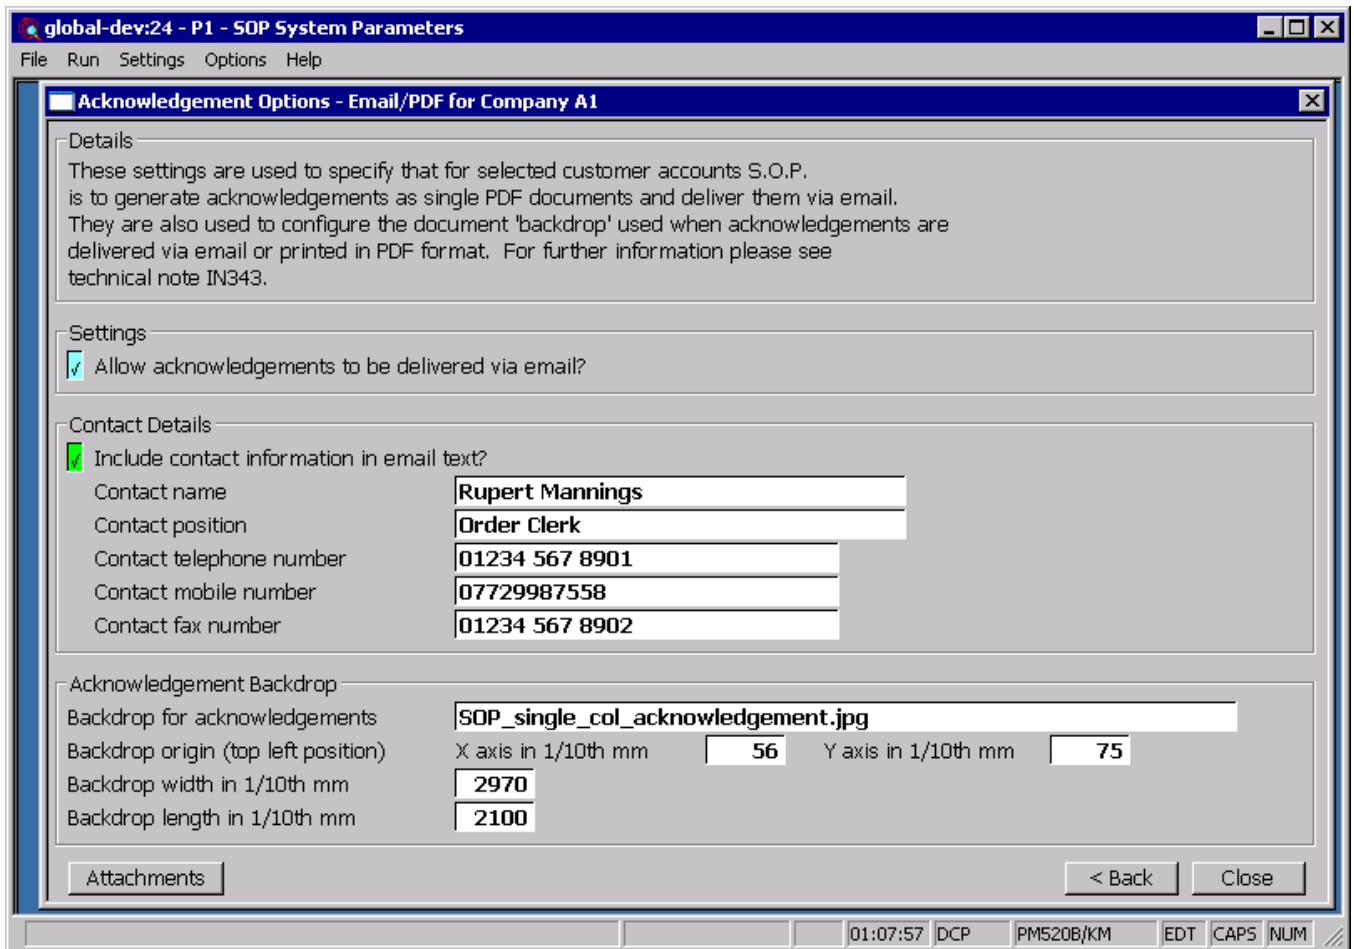 global-dev:24 - P1 - SOP System Parameters
File Run Settings Options Help
Acknowledgement Options - Email/PDF for Company A1
Details
These settings are used to specify that for selected customer accounts S.O.P.
is to generate acknowledgements as single PDF documents and deliver them via email.
They are also used to configure the document 'backdrop' used when acknowledgements are
delivered via email or printed in PDF format. For further information please see
technical note IN343.
Settings
Allow acknowledgements to be delivered via email?
Contact Details
Include contact information in email text?
Contact name Rupert Mannings
Contact position Order Clerk
Contact telephone number 01234 567 8901
Contact mobile number 07729987558
Contact fax number 01234 567 8902
Acknowledgement Backdrop
Backdrop for acknowledgements SOP_single_col_acknowledgement.jpg
Backdrop origin (top left position) X axis in 1/10th mm 56 Y axis in 1/10th mm 75
Backdrop width in 1/10th mm 2970
Backdrop length in 1/10th mm 2100
Attachments < Back Close
01:07:57 DCP PM520B/KM EDT CAPS NUM